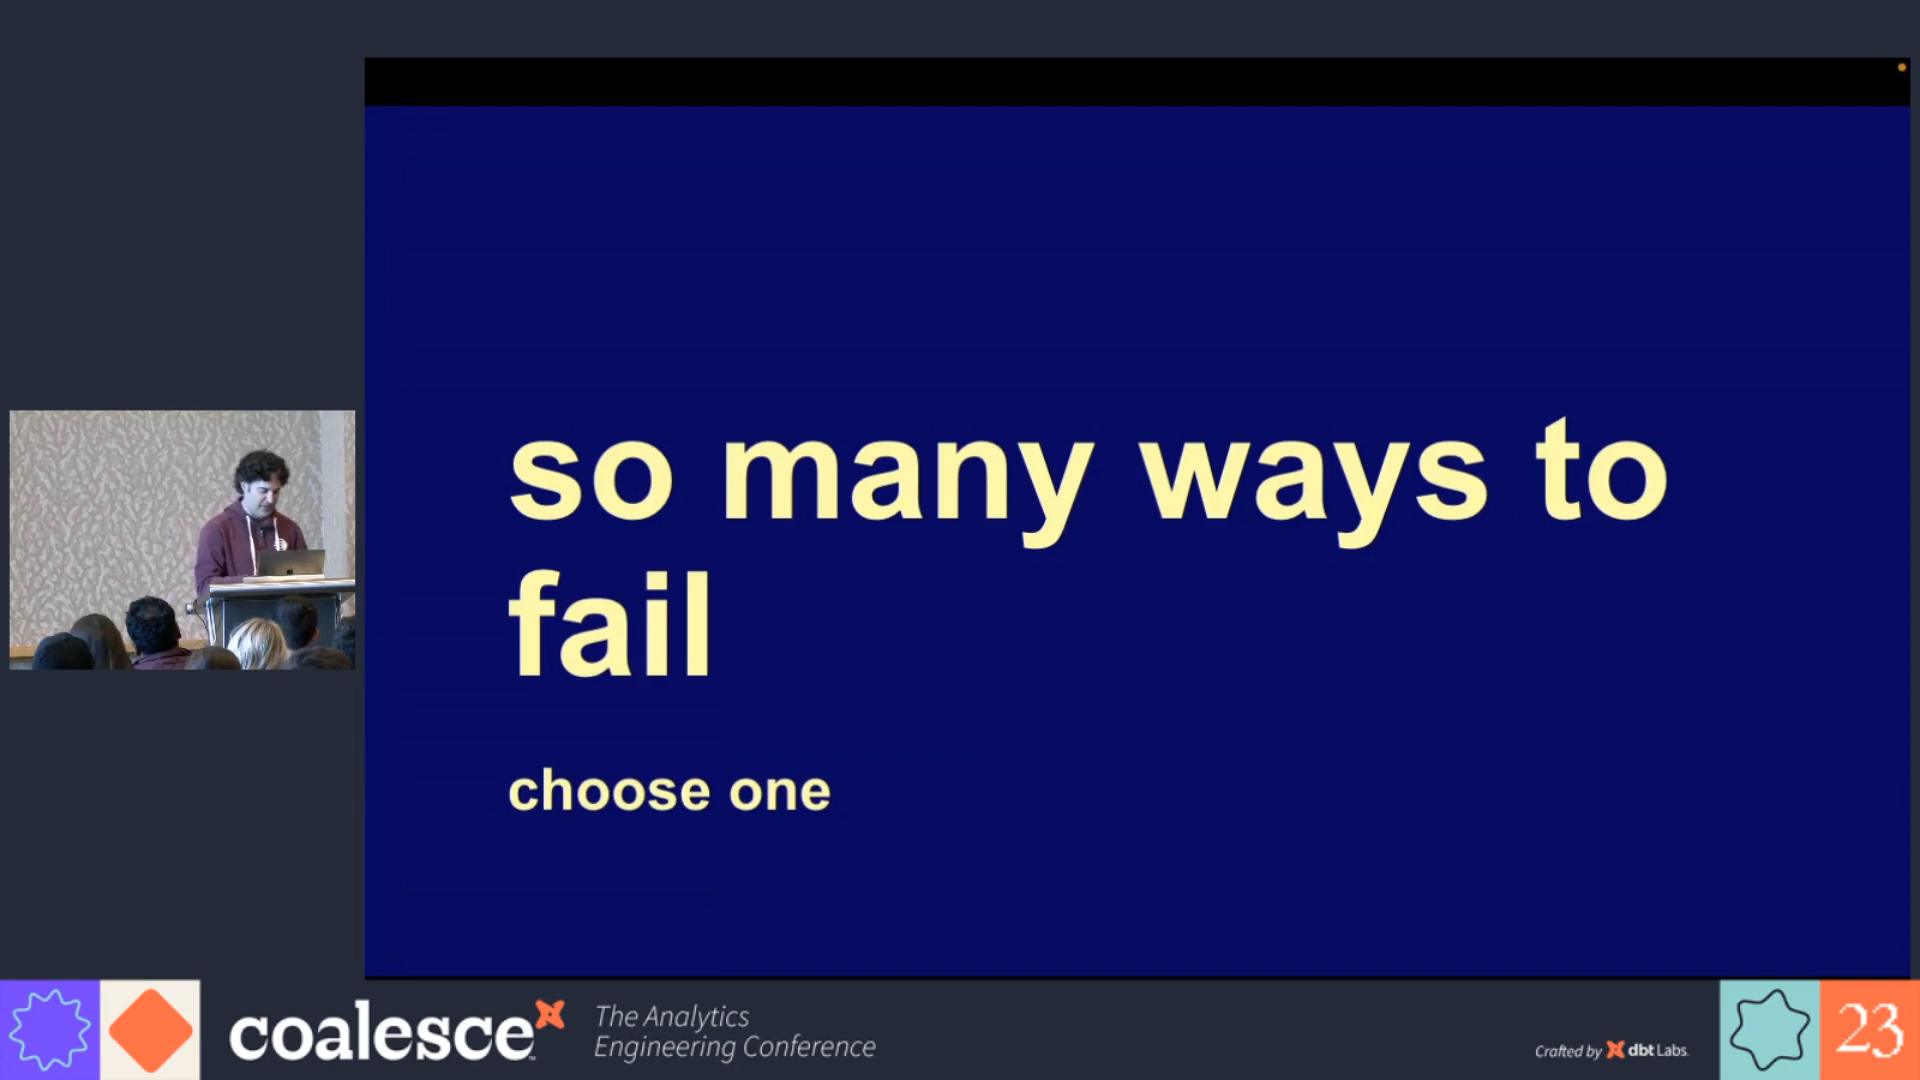 so many ways to
fail
choose one
coalesce
The Analytics
Engineering Conference
Crafted by dbt Labs.
23